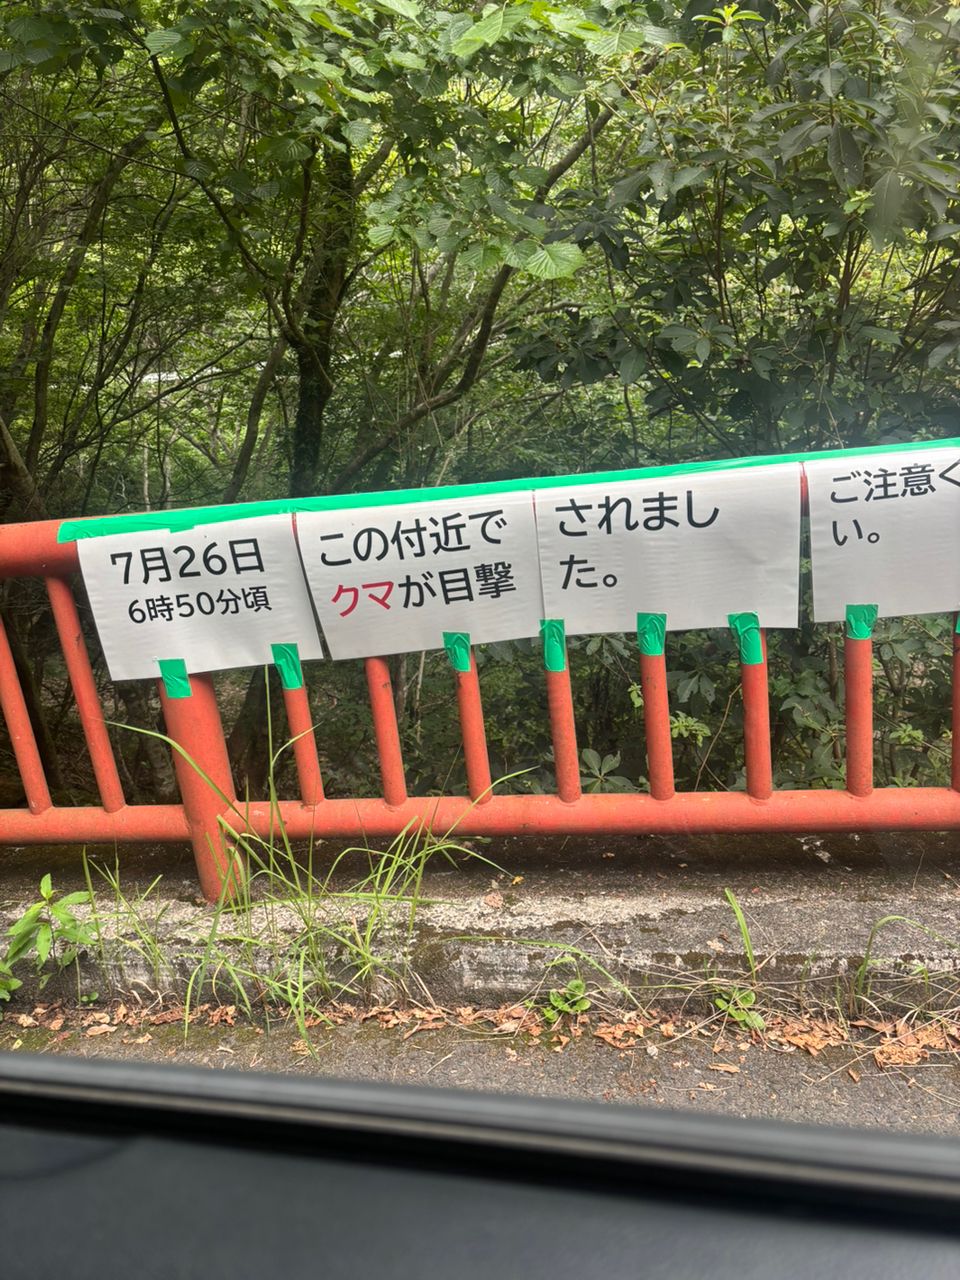 7月26日
6時50分頃
この付近で
クマが目撃
されまし
た。
ご注意く
い。